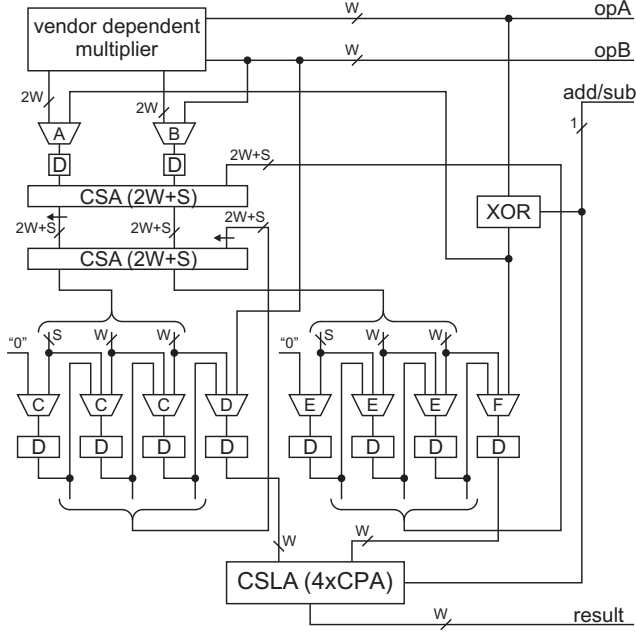 W
opA
vendor dependent
multiplier
W
opB
add/sub
2W
2W
1
A
B
2W+S
D
D
CSA (2W+S)
XOR
2W+S
2W+S
2W+S
CSA (2W+S)
“0”
S
W
W
“0”
S
W
W
C
C
C
D
E
E
E
F
D
D
D
D
D
D
D
D
W
W
CSLA (4xCPA)
W
result